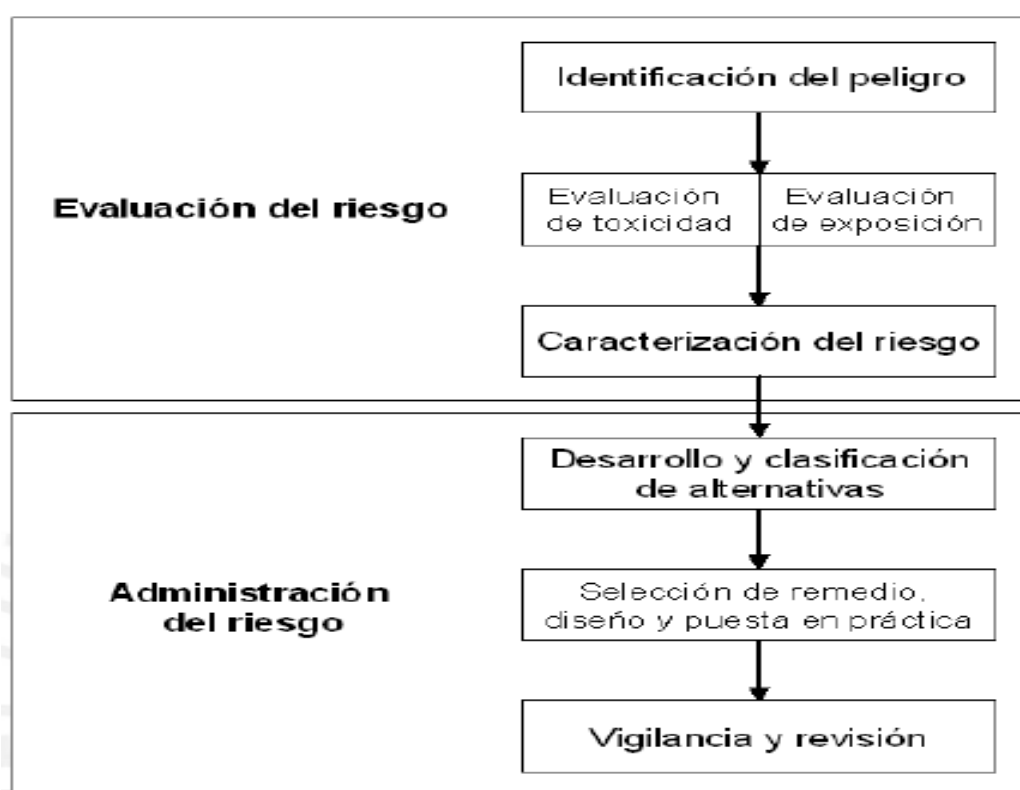 Identificación del peligro
Evaluación del riesgo
Evaluación
de toxicidad
Evaluación
de exposición
Caracterización del riesgo
Desarrollo y clasificación
de alternativas
Administración
del riesgo
Selección de remedio,
diseño y puesta en práctica
Vigilancia y revisión